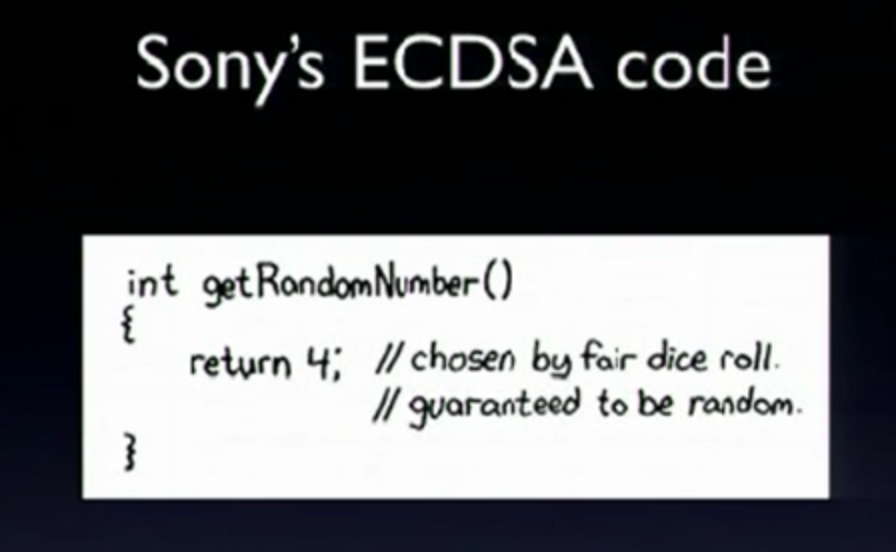 Sony's ECDSA code
int getRandomNumber()
{
return 4; // chosen by fair dice roll.
// guaranteed to be random.
}